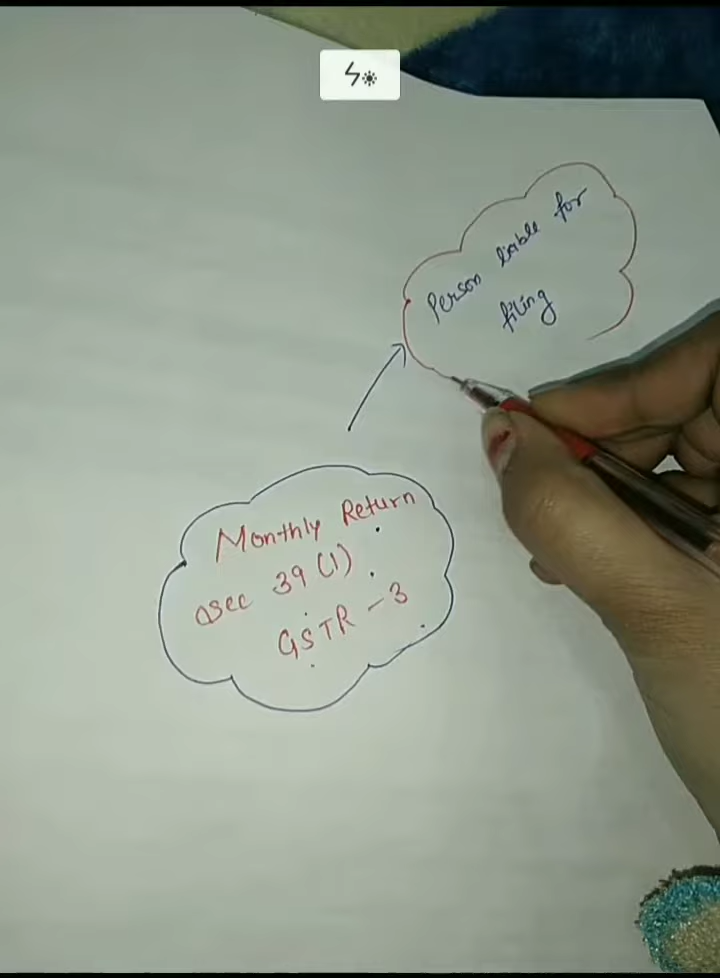 Person liable for
filing
Monthly Return
sec 39 (1)
GSTR - 3